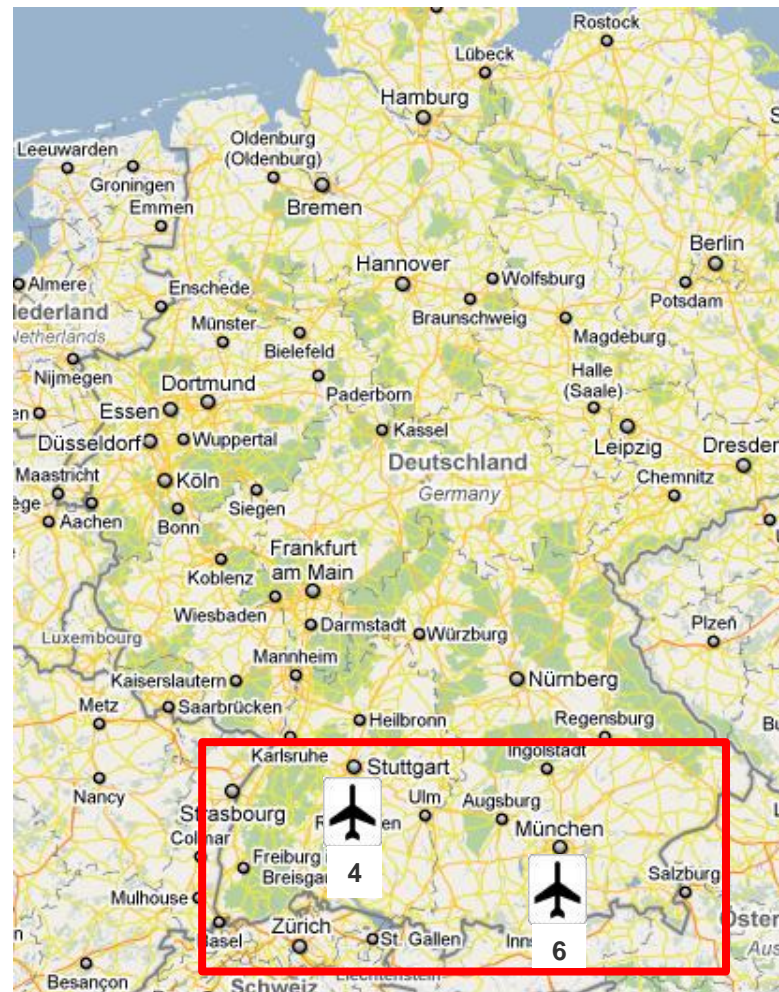 Rostock
Lübeck
Hamburg
Oldenburg
(Oldenburg)
Leeuwarden
Groningen
Emmen
Bremen
Berlin
Hannover
Wolfsburg
Almere
Enschede
Potsdam
Braunschweig
Netherlands
Münster
Magdeburg
Bielefeld
Nijmegen
Halle
(Saale)
Dortmund
Paderborn
Essen
Kassel
Düsseldorf
Wuppertal
Leipzig
Dresden
Deutschland
Germany
Maastricht
Köln
Chemnitz
Siegen
Aachen
Bonn
Frankfurt
am Main
Koblenz
Wiesbaden
Darmstadt
Würzburg
Plzeň
Luxembourg
Mannheim
Kaiserslautern
Nürnberg
Metz
Saarbrücken
Heilbronn
Regensburg
Karlsruhe
Ingolstadt
Stuttgart
Nancy
Strasbourg
Ulm
Augsburg
München
Colmar
Freiburg
Breisgau
4
Salzburg
Mulhouse
Basel
Zürich
St. Gallen
6
Besançon
Schweiz
Liechtenstein